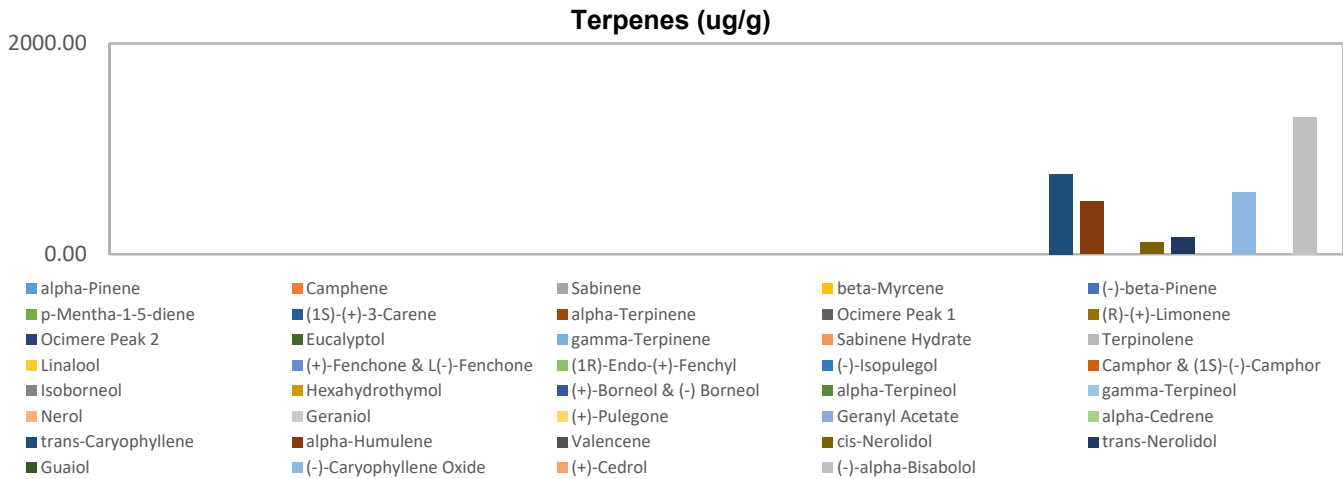 Terpenes (ug/g)
2000.00
0.00
alpha-Pinene Camphene Sabinene beta-Myrcene (-)-beta-Pinene
p-Mentha-1-5-diene (1S)-(+)-3-Carene alpha-Terpinene Ocimere Peak 1 (R)-(+)-Limonene
Ocimere Peak 2 Eucalyptol gamma-Terpinene Sabinene Hydrate Terpinolene
Linalool (+)-Fenchone & L(-)-Fenchone (1R)-Endo-(+)-Fenchyl (-)-Isopulegol Camphor & (1S)-(-)-Camphor
Isoborneol Hexahydrothymol (+)-Borneol & (-) Borneol alpha-Terpineol gamma-Terpineol
Nerol Geraniol (+)-Pulegone Geranyl Acetate alpha-Cedrene
trans-Caryophyllene alpha-Humulene Valencene cis-Nerolidol trans-Nerolidol
Guaiol (-)-Caryophyllene Oxide (+)-Cedrol (-)-alpha-Bisabolol